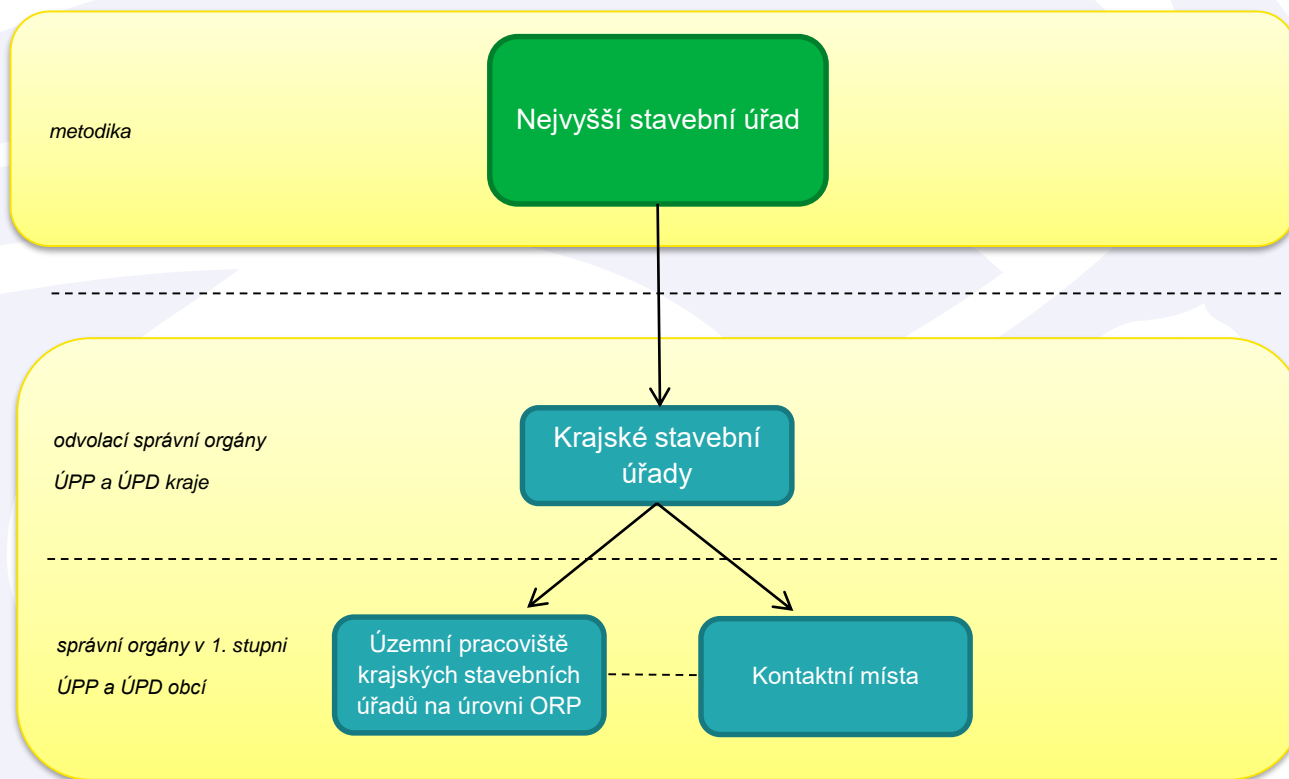 Nejvyšší stavební úřad
metodika
odvolací správní orgány
ÚPP a ÚPD kraje
Krajské stavební
úřady
správní orgány v 1. stupni
ÚPP a ÚPD obcí
Územní pracoviště
krajských stavebních
úřadů na úrovni ORP
Kontaktní místa